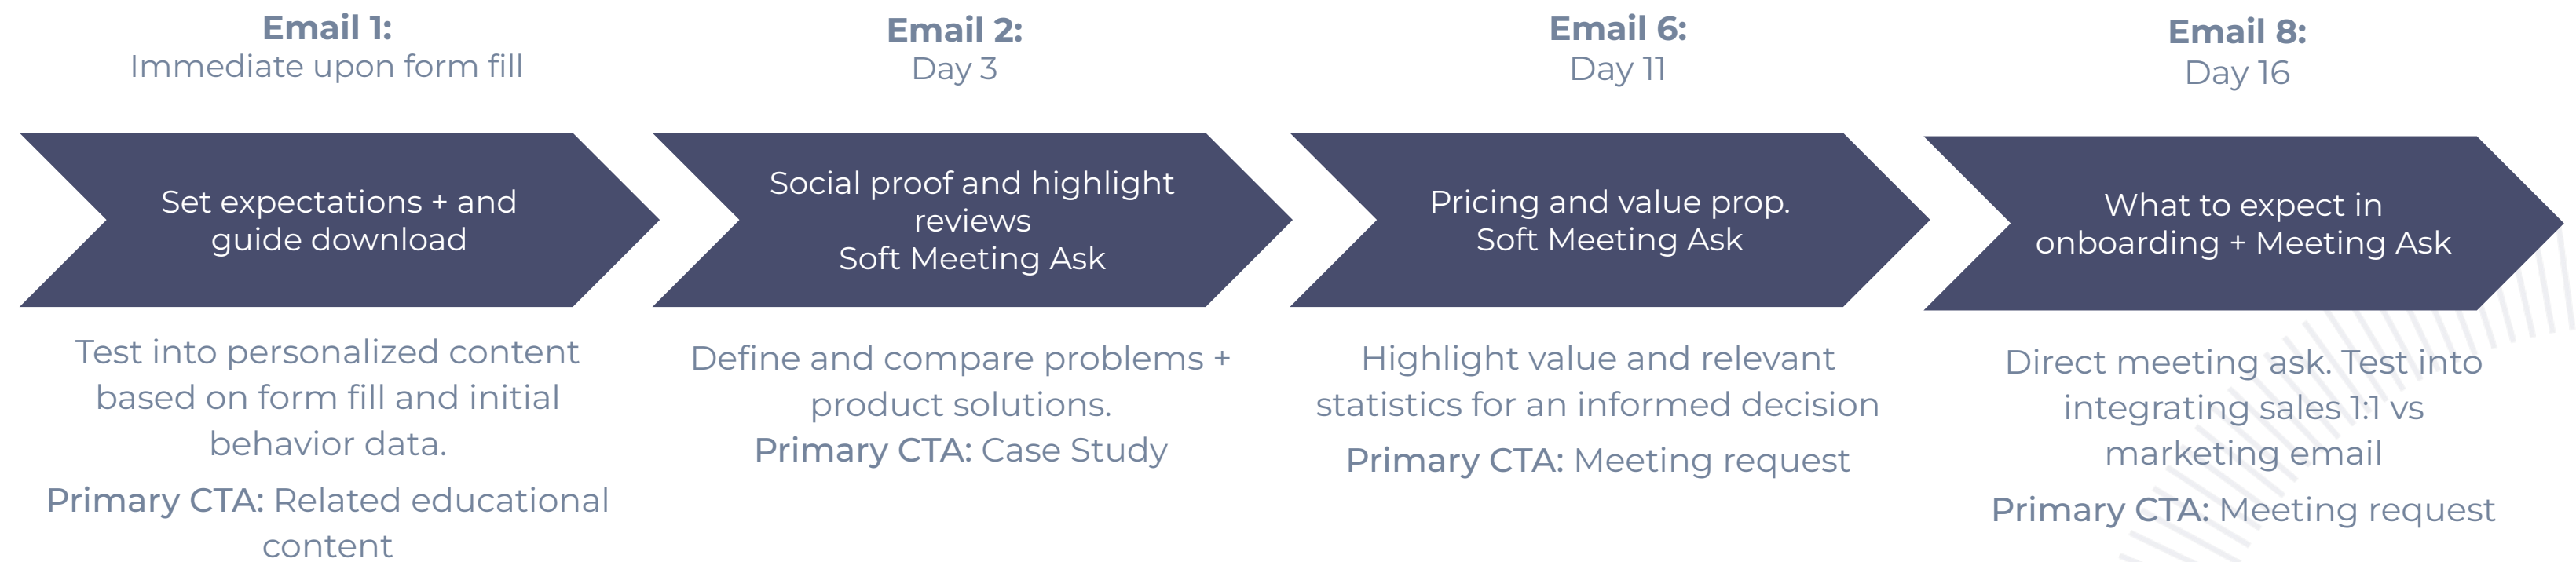 Email 1:
Immediate upon form fill
Set expectations + and
guide download
Test into personalized content
based on form fill and initial
behavior data.
Primary CTA: Related educational
content
Email 2:
Day 3
Social proof and highlight
reviews
Soft Meeting Ask
Define and compare problems +
product solutions.
Primary CTA: Case Study
Email 6:
Day 11
Pricing and value prop.
Soft Meeting Ask
Highlight value and relevant
statistics for an informed decision
Primary CTA: Meeting request
Email 8:
Day 16
What to expect in
onboarding + Meeting Ask
Direct meeting ask. Test into
integrating sales 1:1 vs
marketing email
Primary CTA: Meeting request